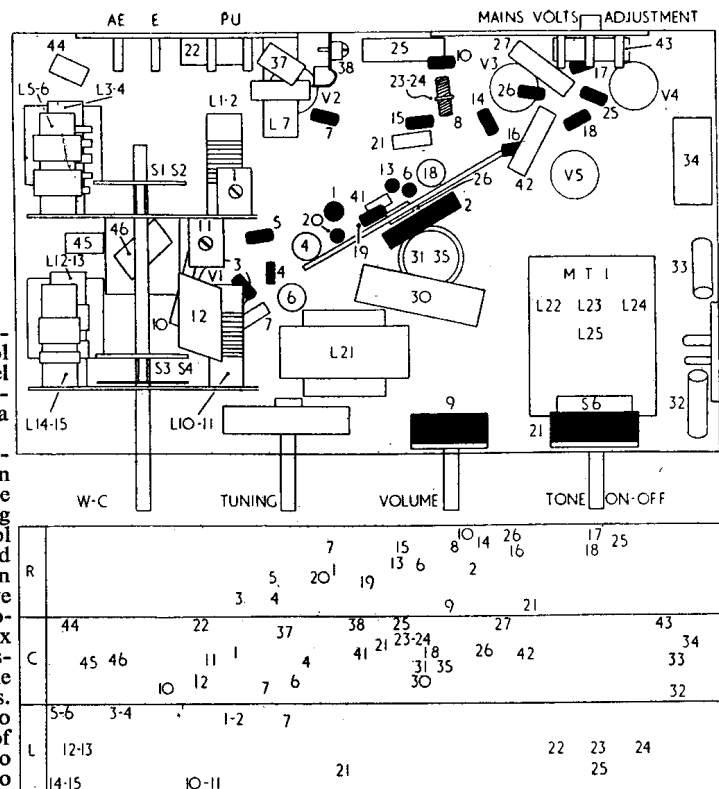 AE E PU MAINS VOLTS ADJUSTMENT
44 22 37 38 25 10 27 43
V3 17
L5-6 L3-4 L1-2 V2 23-24 26 V4
L7 15 8 14 25
7 21 16 18
S1 S2 1 13 6 18 42 V5 34
1 41 26
11 20 2
45 46 5 4 19
L12-13 V1 3 4 31 35 MT1 33
6 30
10 12 7 L22 L23 L24
L21 L25
S3 S4
9 S6 32
L14-15 L10-11 21
W-C TUNING VOLUME TONE ON-OFF
R
10 26 17
7 15 8 14 16 18 25
5 20 1 19 13 6 2
3 4 9 21
C
44 22 37 38 25 27 43
21 23-24 34
45 46 11 1 4 41 18 26 42 33
31 35
10 12 7 6 30 32
L
5-6 3-4 1-2 7
12-13 22 23 24
21 25
14-15 10-11
-
ol
el
-
a
-
n
e
g
ol
d
n
e
o-
x
s-
e
s.
o
of
o
o